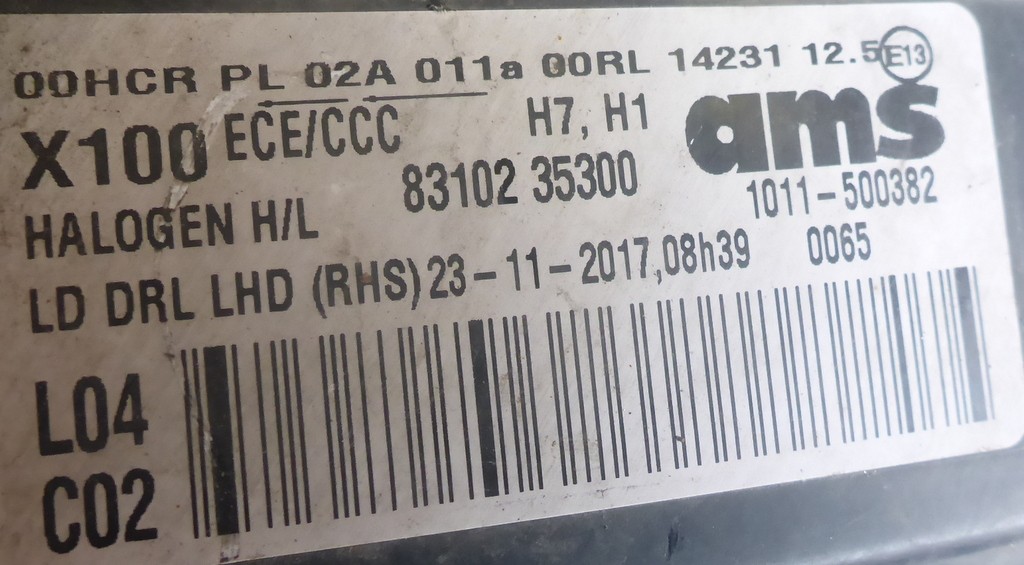 00HCR PL 02A 011a 00RL 14231 12.5 E13
X100 ECE/CCC H7, H1 ams
83102 35300 1011-500382
HALOGEN H/L
LD DRL LHD (RHS) 23-11-2017,08h39 0065
L04
C02